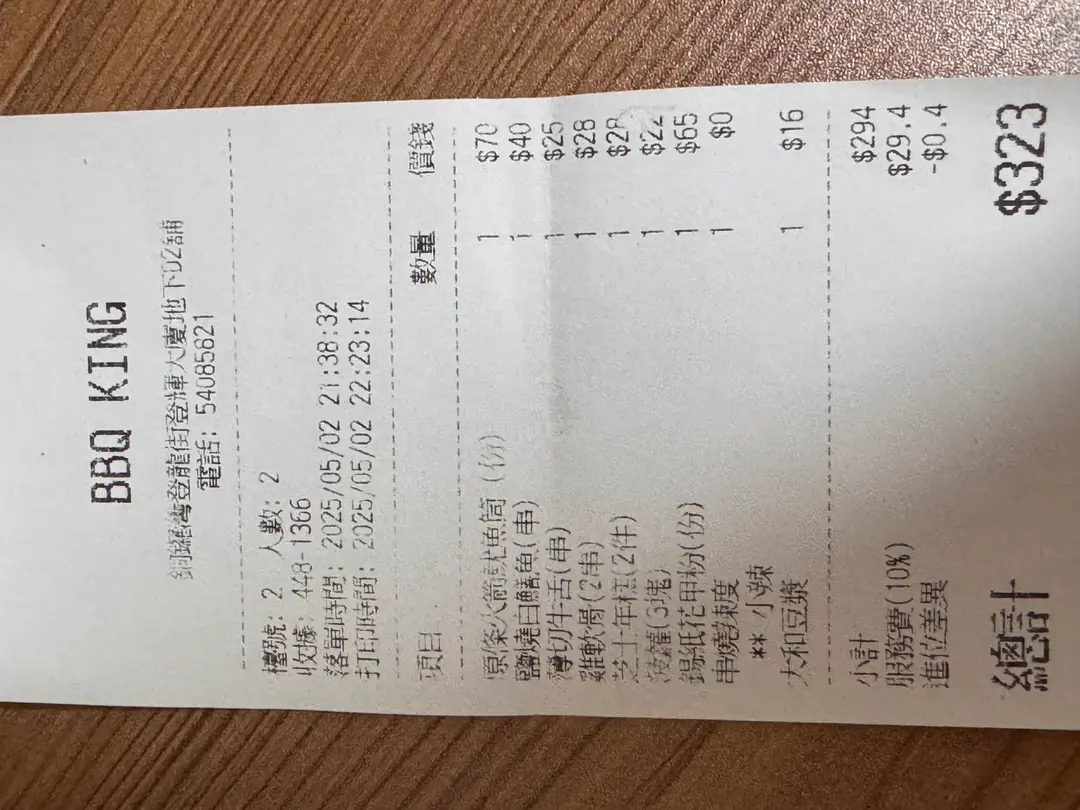 BBQ KING
銅鑼灣登龍街登輝大廈地下D2舖
電話: 54085621
檯號: 2 人數: 2
收據: 448-1366
落單時間: 2025/05/02 21:38:32
打印時間: 2025/05/02 22:23:14
項目 數量 價錢
原條火箭魷魚筒 (份) 1 $70
鹽燒白鱔魚(串) 1 $40
薄切牛舌(串) 1 $25
雞軟骨(2串) 1 $28
芝士年糕(2件) 1 $28
菠蘿(3塊) 1 $22
錫紙花甲粉(份) 1 $65
串燒辣度 1 $0
** 小辣
大和豆漿 1 $16
小計 $294
服務費(10%) $29.4
進位差異 -$0.4
總計 $323